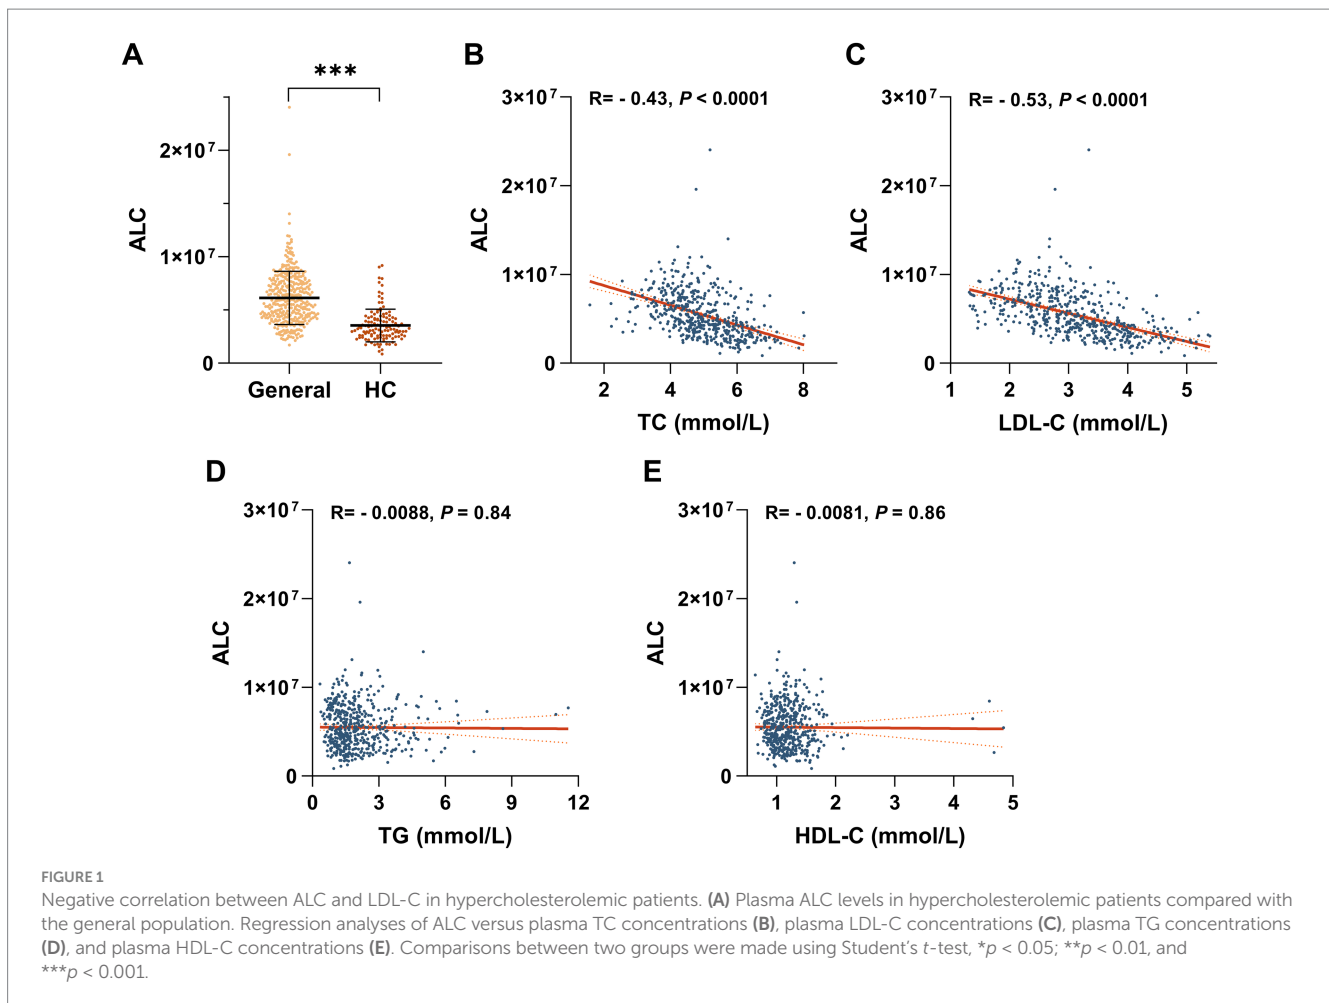 A
***
ALC
2×10⁷
1×10⁷
0
General HC
B
R= - 0.43, P < 0.0001
ALC
3×10⁷
2×10⁷
1×10⁷
0
2 4 6 8
TC (mmol/L)
C
R= - 0.53, P < 0.0001
ALC
3×10⁷
2×10⁷
1×10⁷
0
1 2 3 4 5
LDL-C (mmol/L)
D
R= - 0.0088, P = 0.84
ALC
3×10⁷
2×10⁷
1×10⁷
0
0 3 6 9 12
TG (mmol/L)
E
R= - 0.0081, P = 0.86
ALC
3×10⁷
2×10⁷
1×10⁷
0
1 2 3 4 5
HDL-C (mmol/L)
FIGURE 1
Negative correlation between ALC and LDL-C in hypercholesterolemic patients. (A) Plasma ALC levels in hypercholesterolemic patients compared with
the general population. Regression analyses of ALC versus plasma TC concentrations (B), plasma LDL-C concentrations (C), plasma TG concentrations
(D), and plasma HDL-C concentrations (E). Comparisons between two groups were made using Student's t-test, *p < 0.05; **p < 0.01, and
***p < 0.001.